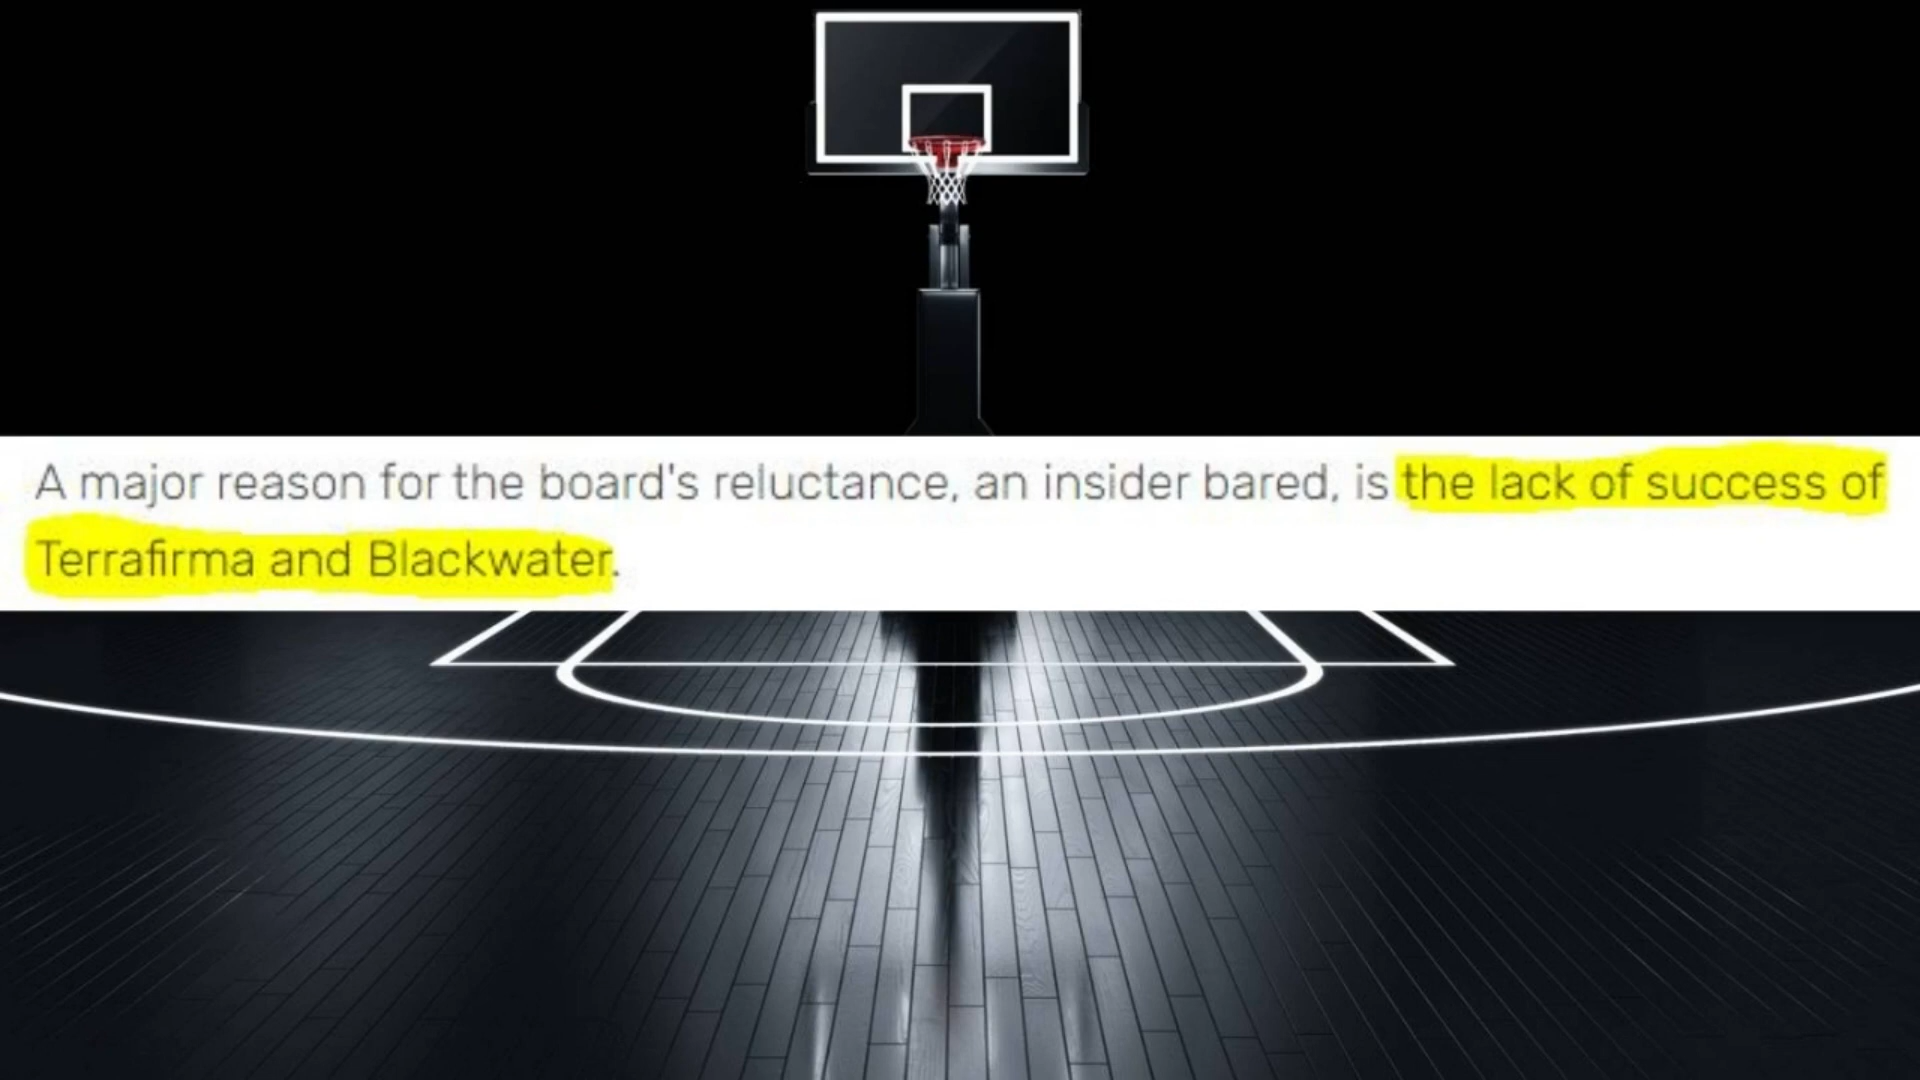 A major reason for the board's reluctance, an insider bared, is the lack of success of
Terrafirma and Blackwater.